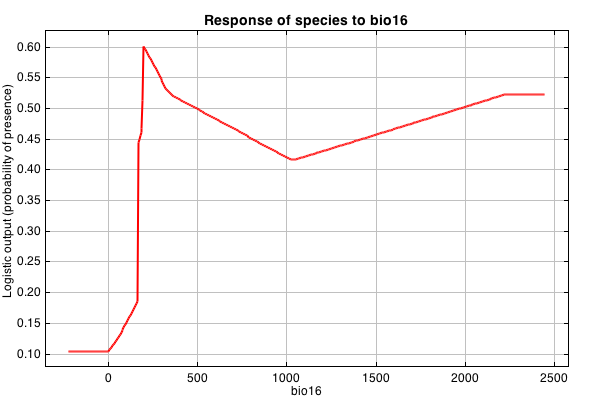 Response of species to bio16
Logistic output (probability of presence)
0.60
0.55
0.50
0.45
0.40
0.35
0.30
0.25
0.20
0.15
0.10
0 500 1000 1500 2000 2500
bio16